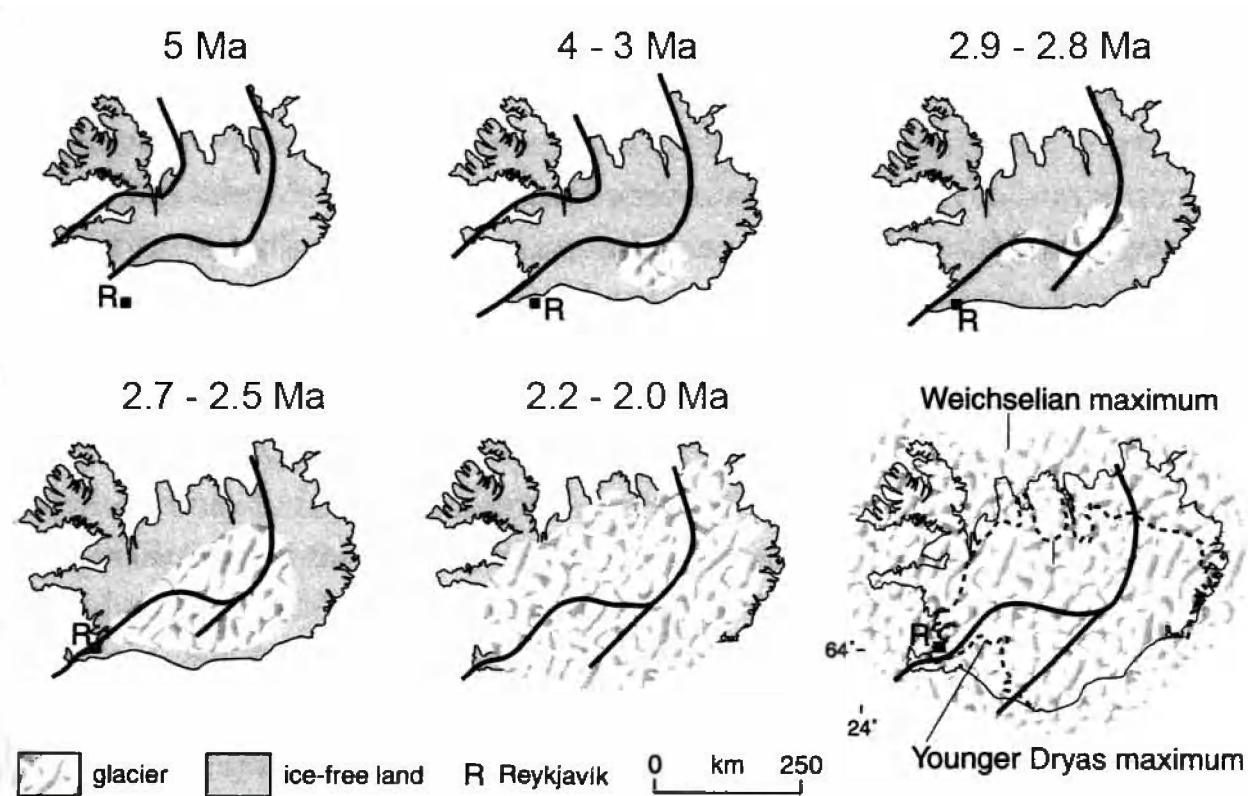 5 Ma
4 - 3 Ma
2.9 - 2.8 Ma
R
R
R
2.7 - 2.5 Ma
2.2 - 2.0 Ma
Weichselian maximum
R
R
64°
24°
Younger Dryas maximum
glacier
ice-free land
R Reykjavík
0 km 250